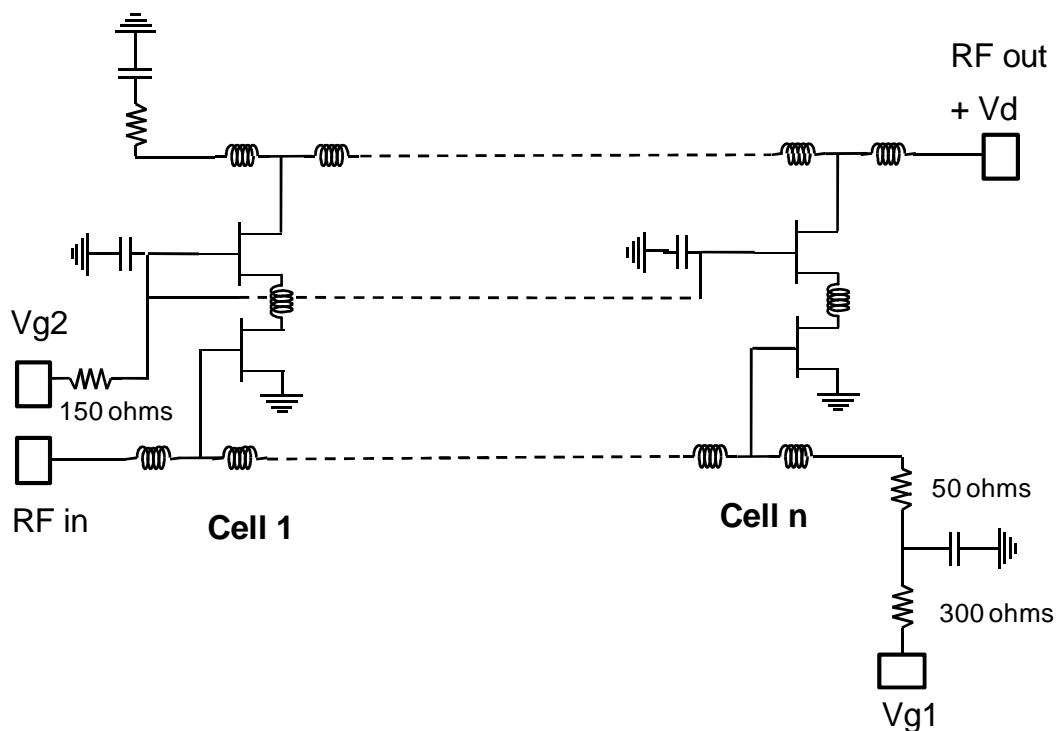 RF out
+ Vd
Vg2
150 ohms
RF in
Cell 1
Cell n
50 ohms
300 ohms
Vg1